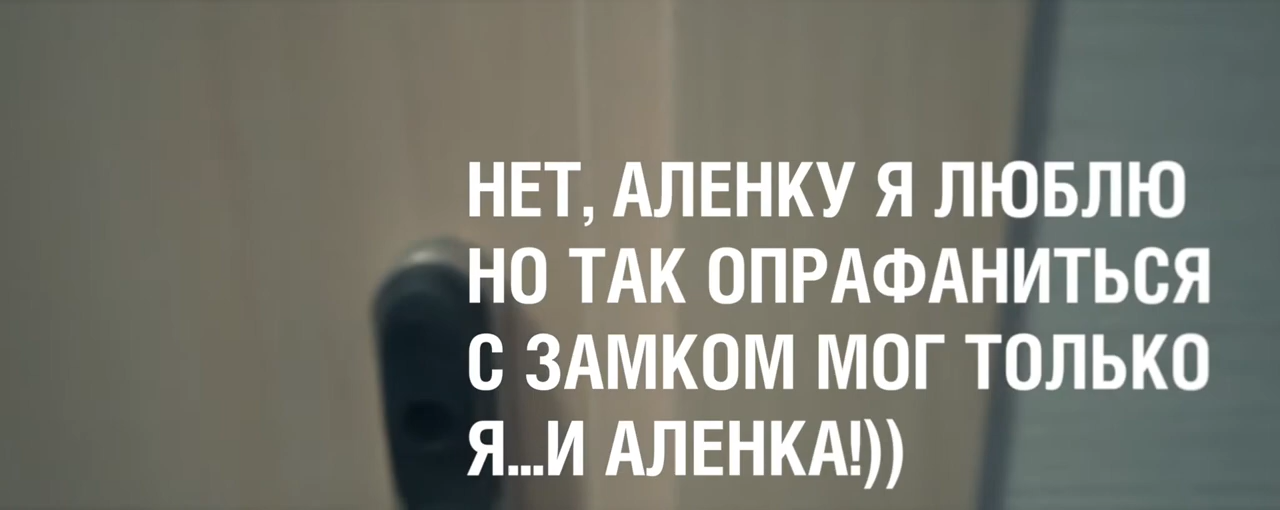 НЕТ, АЛЕНКУ Я ЛЮБЛЮ
НО ТАК ОПРАФАНИТЬСЯ
С ЗАМКОМ МОГ ТОЛЬКО
Я...И АЛЕНКА!))